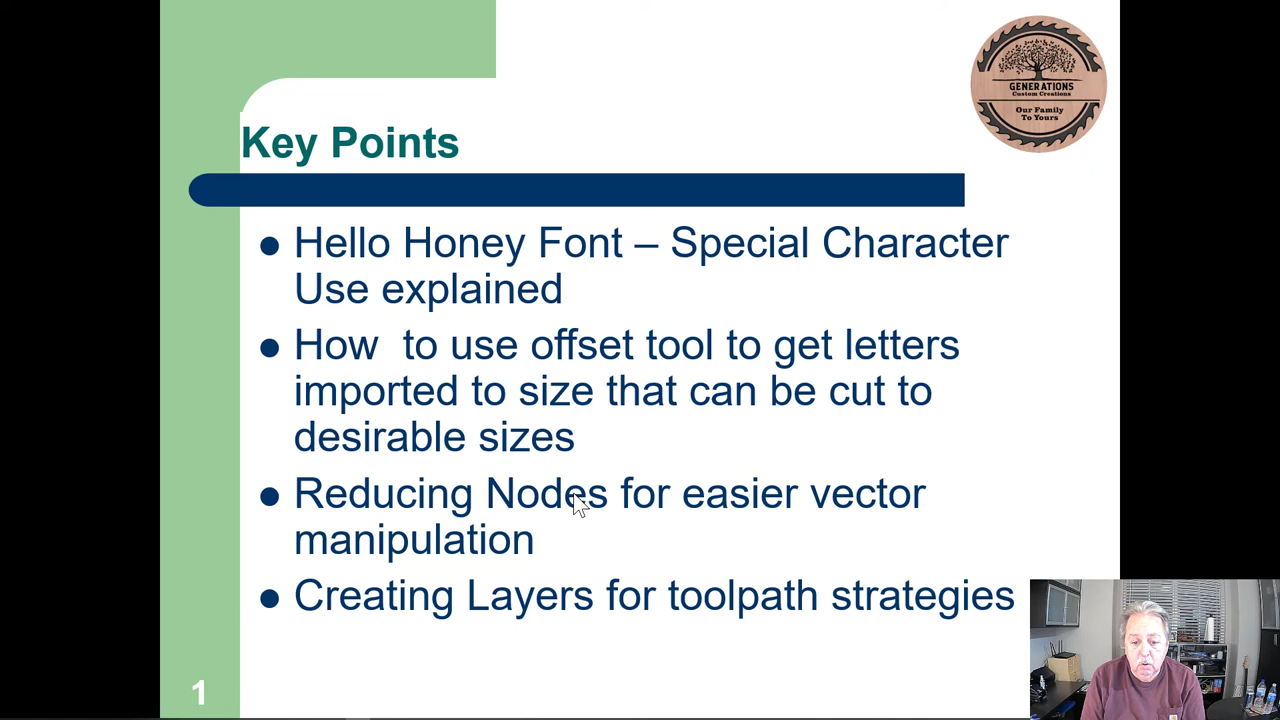 GENERATIONS
Custom Creations
Our Family
To Yours
Key Points
Hello Honey Font – Special Character
Use explained
How  to use offset tool to get letters
imported to size that can be cut to
desirable sizes
Reducing Nodes for easier vector
manipulation
Creating Layers for toolpath strategies
1